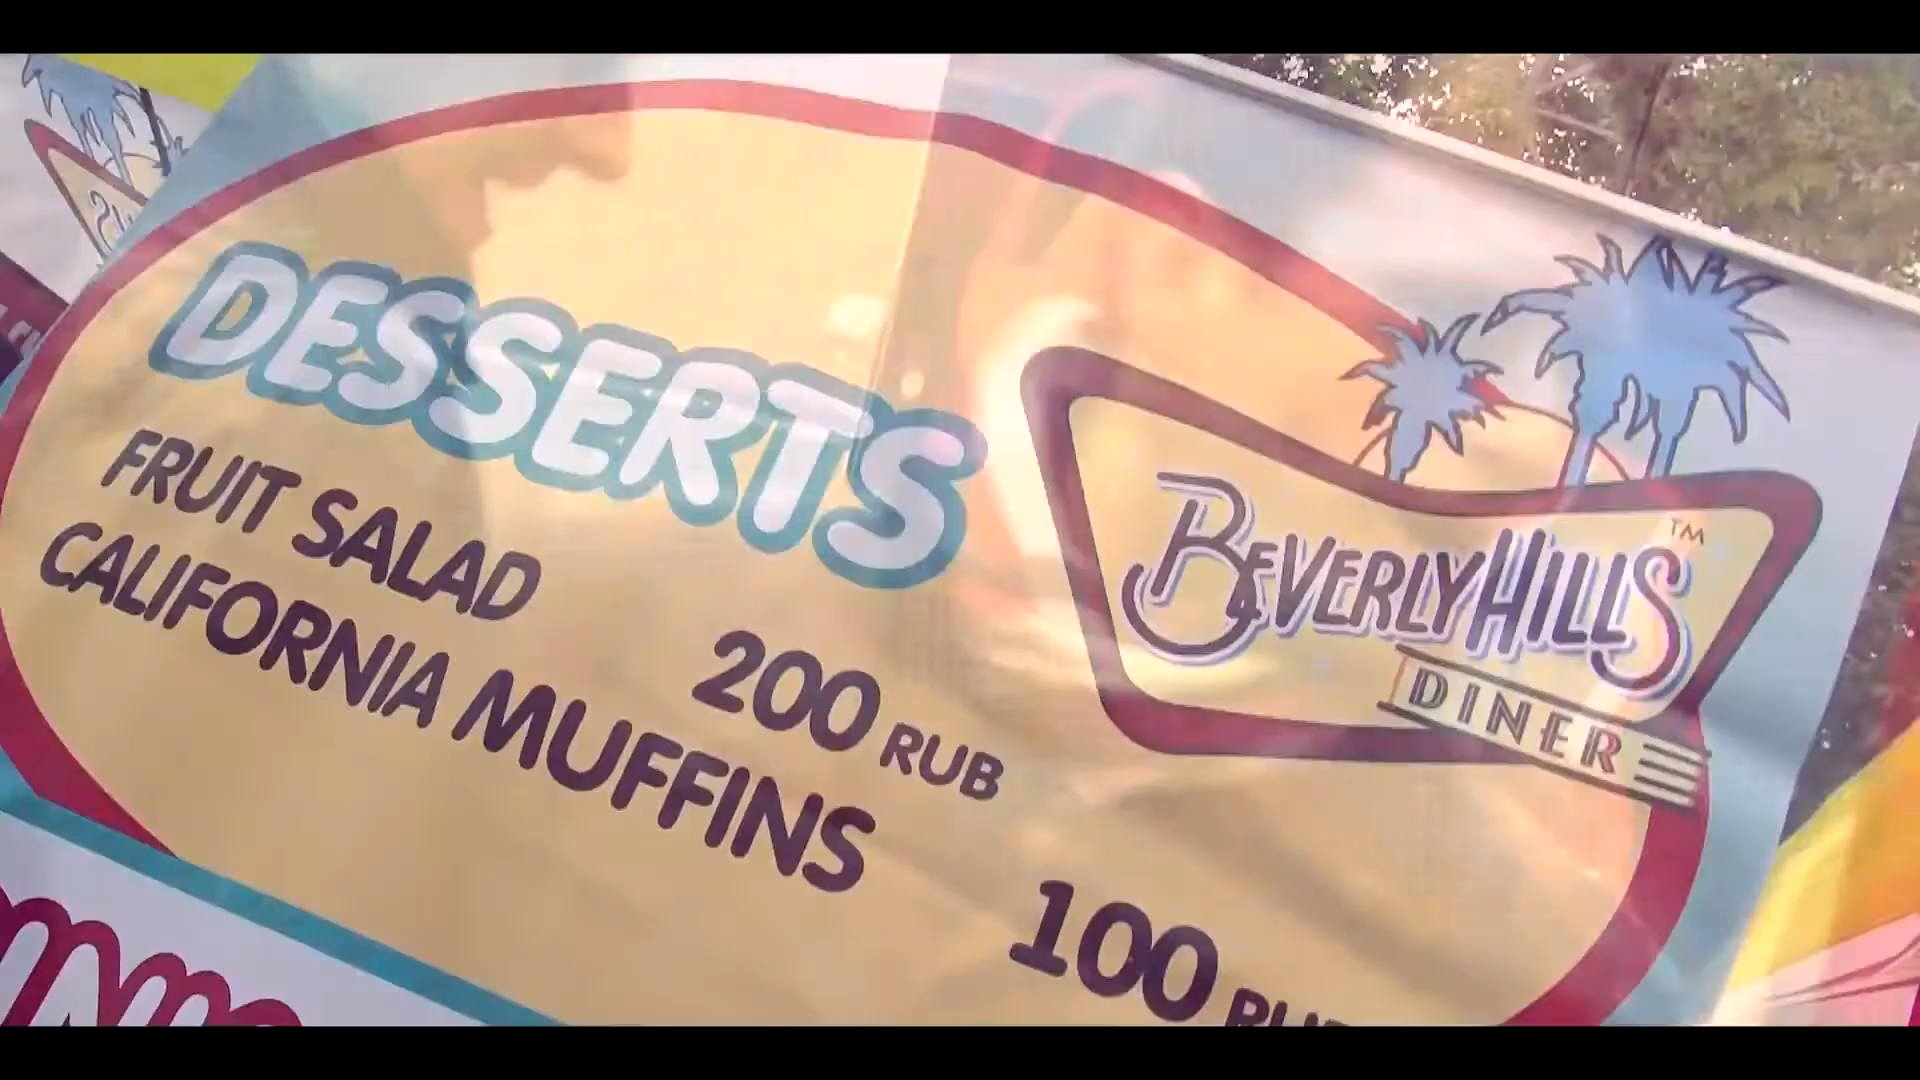 DESSERTS
FRUIT SALAD
200 RUB
CALIFORNIA MUFFINS
100
BEVERLY HILLS TM
DINER